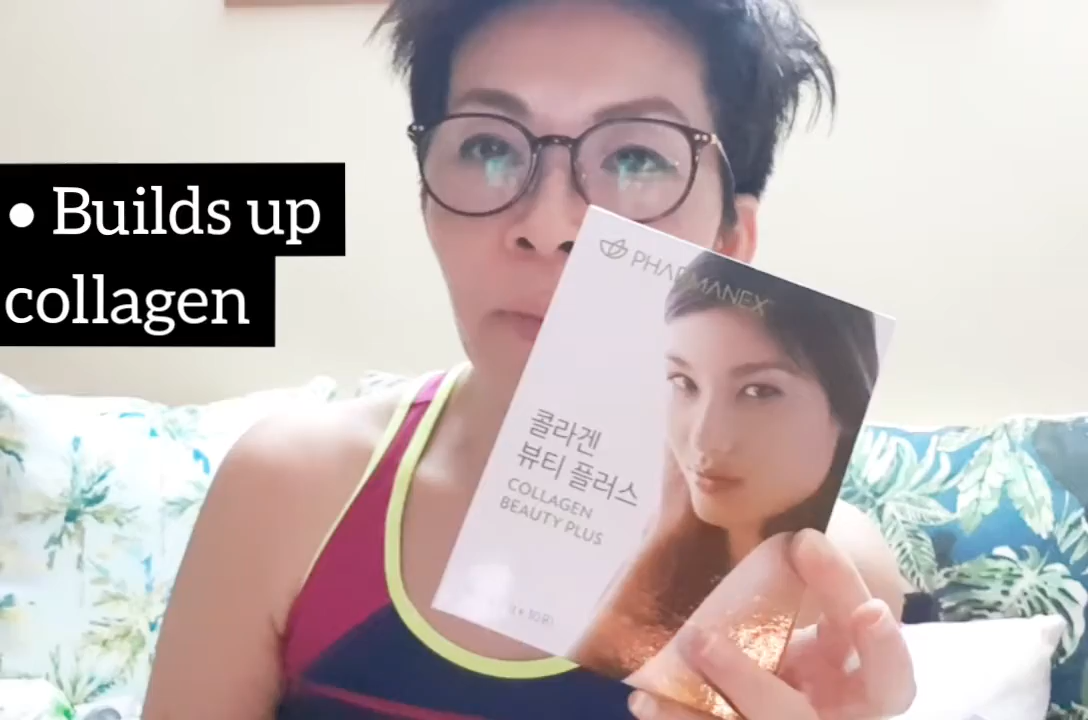 • Builds up
collagen
PHARMANEX
콜라겐
뷰티 플러스
COLLAGEN
BEAUTY PLUS